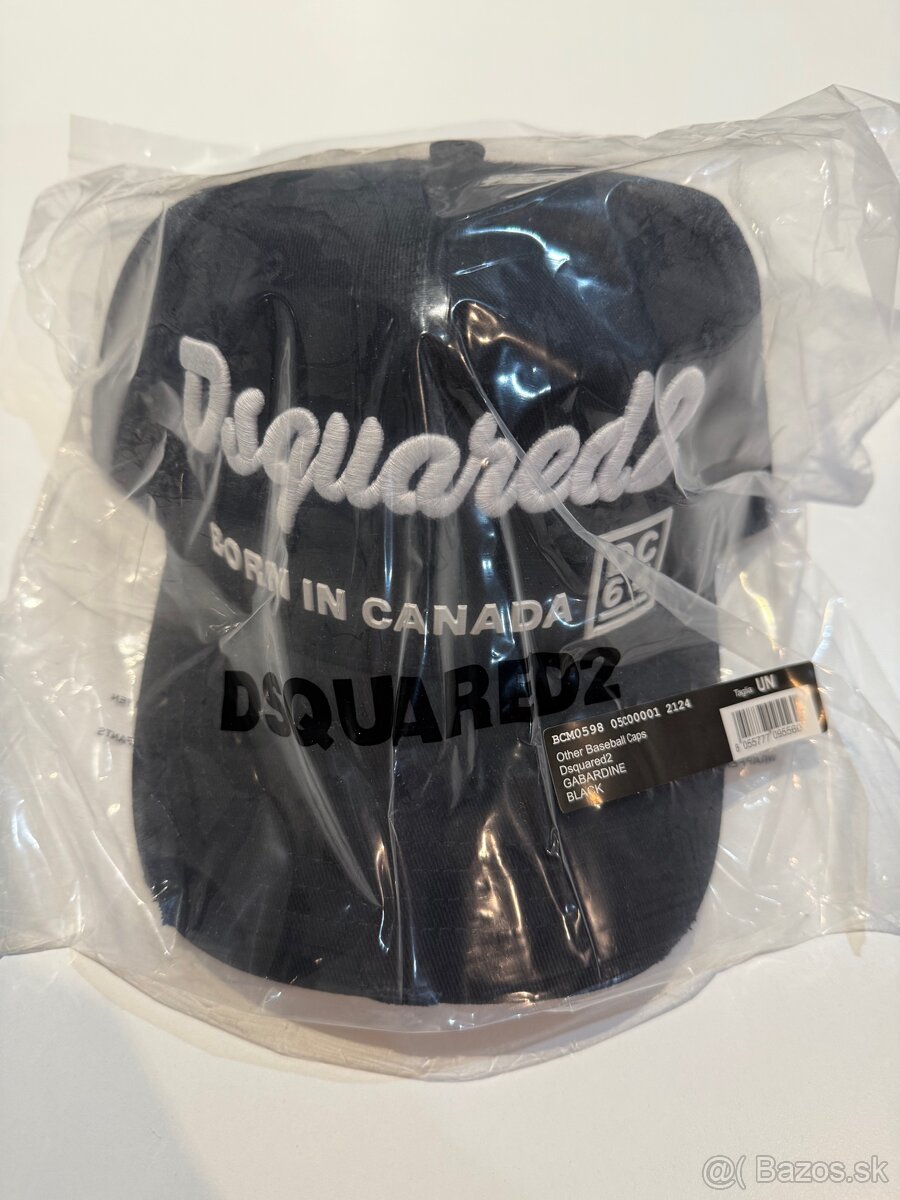 Dsquared2
BORN IN CANADA
DSQUARED2
Taglia UN
BCM0598 05C00001 2124
Other Baseball Caps
Dsquared2
GABARDINE
BLACK
@( Bazos.sk